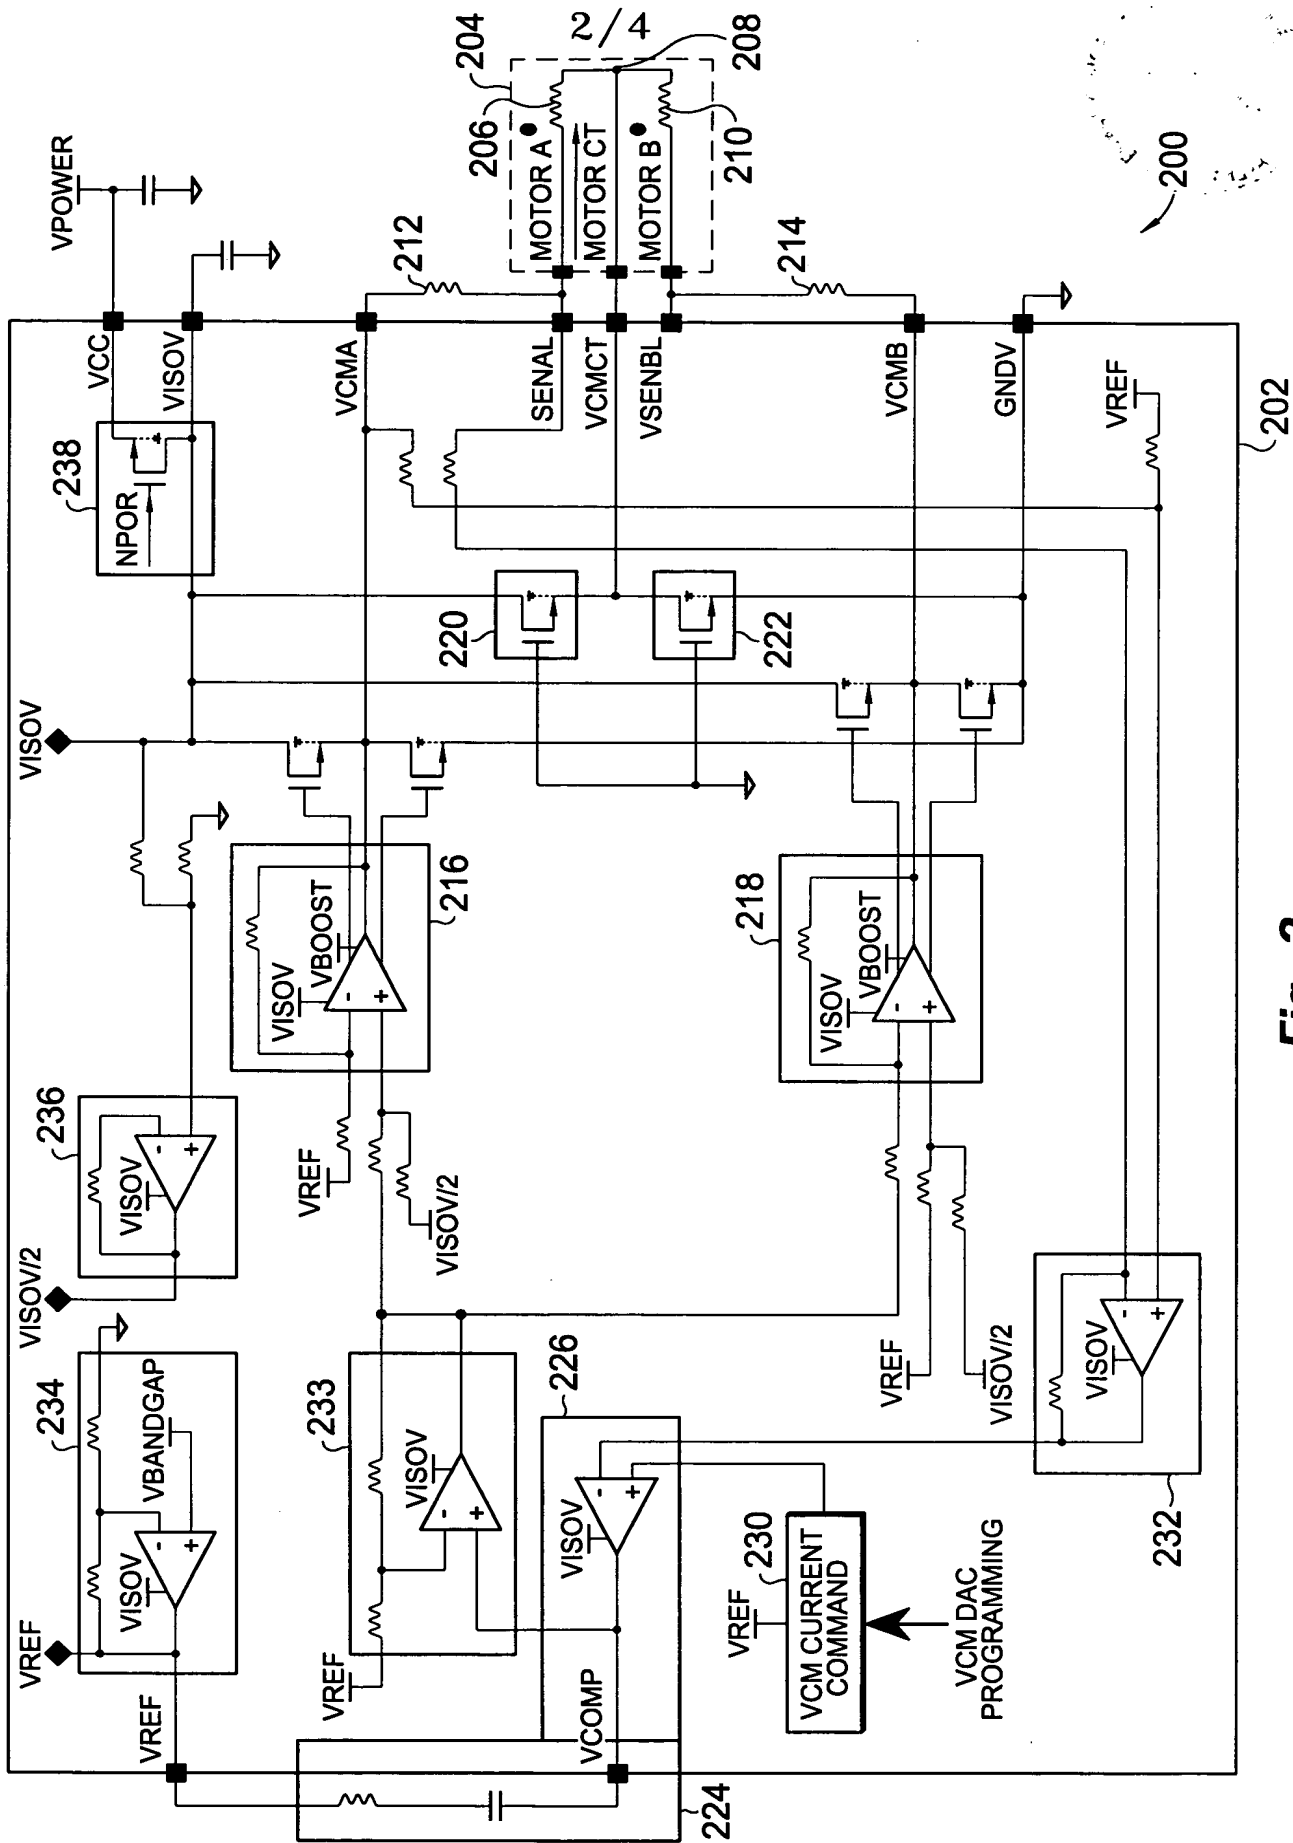 2/4
VREF
VREF
234
VBANDGAP
VISOV
VISOV/2
236
VISOV
VISOV
238
NPOR
VCC
VISOV
VPOWER
VREF
233
VISOV
VREF
VISOV/2
VISOV
VBOOST
216
VCMA
212
204
206
MOTOR A
MOTOR CT
MOTOR B
208
210
SENAL
VCMCT
VSENBL
220
222
214
VCMB
GNDV
VCOMP
224
226
VISOV
VREF
230
VCM CURRENT
COMMAND
VCM DAC
PROGRAMMING
VREF
VISOV/2
VISOV
VBOOST
218
VISOV
232
VREF
202
200